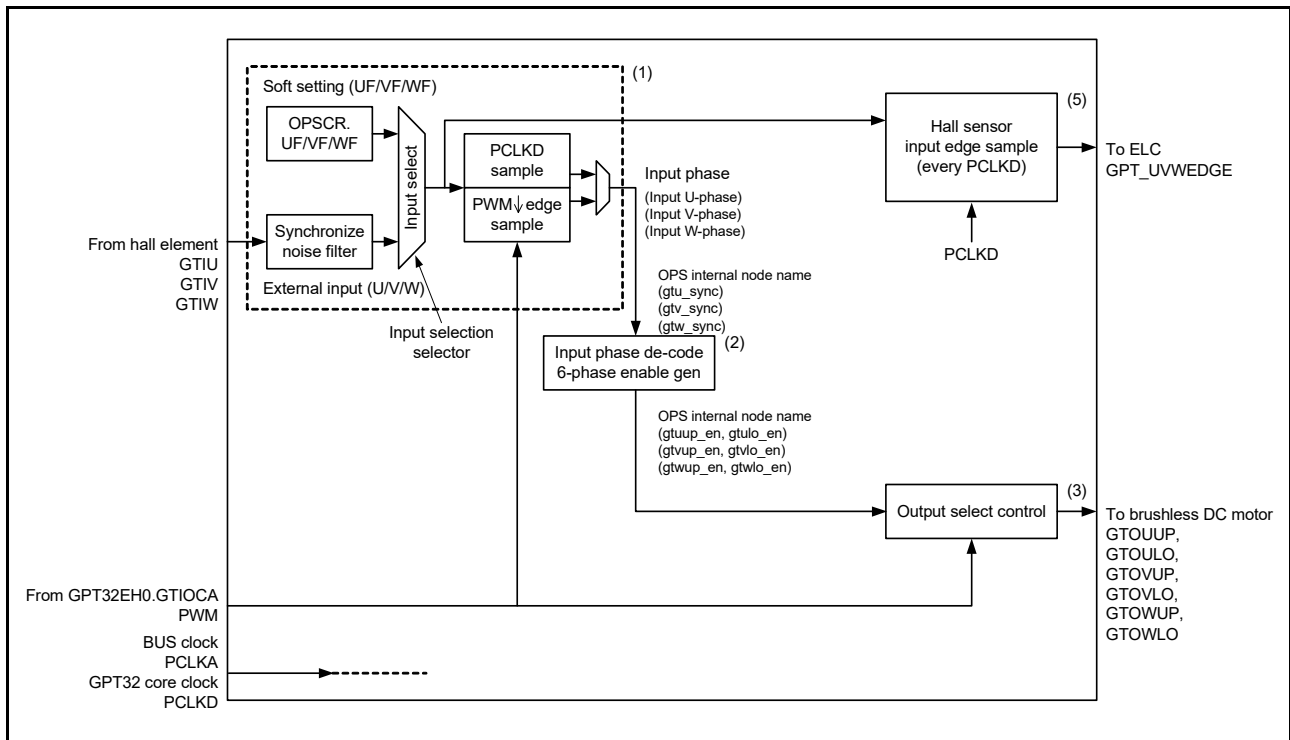 (1)
Soft setting (UF/VF/WF)
OPSCR.
UF/VF/WF
Input select
PCLKD
sample
PWM↓edge
sample
Synchronize
noise filter
External input (U/V/W)
From hall element
GTIU
GTIV
GTIW
Input selection
selector
Input phase
(Input U-phase)
(Input V-phase)
(Input W-phase)
OPS internal node name
(gtu_sync)
(gtv_sync)
(gtw_sync)
(2)
Input phase de-code
6-phase enable gen
OPS internal node name
(gtuup_en, gtulo_en)
(gtvup_en, gtvlo_en)
(gtwup_en, gtwlo_en)
(5)
Hall sensor
input edge sample
(every PCLKD)
PCLKD
To ELC
GPT_UVWEDGE
(3)
Output select control
To brushless DC motor
GTOUUP,
GTOULO,
GTOVUP,
GTOVLO,
GTOWUP,
GTOWLO
From GPT32EH0.GTIOCA
PWM
BUS clock
PCLKA
GPT32 core clock
PCLKD